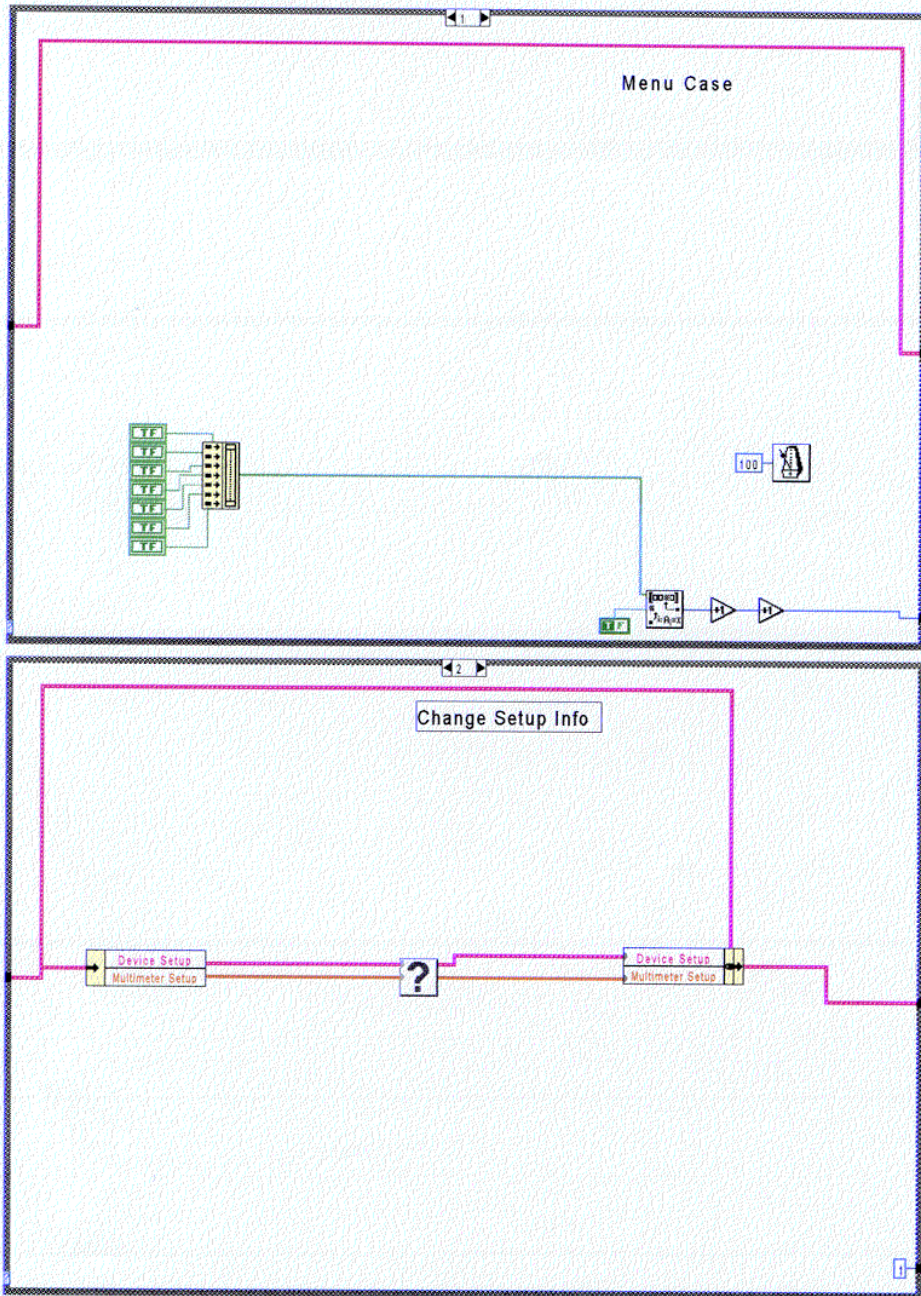 1
Menu Case
TF
TF
TF
TF
TF
TF
TF
100
TF
+1
+1
2
Change Setup Info
Device Setup
Multimeter Setup
?
Device Setup
Multimeter Setup
1